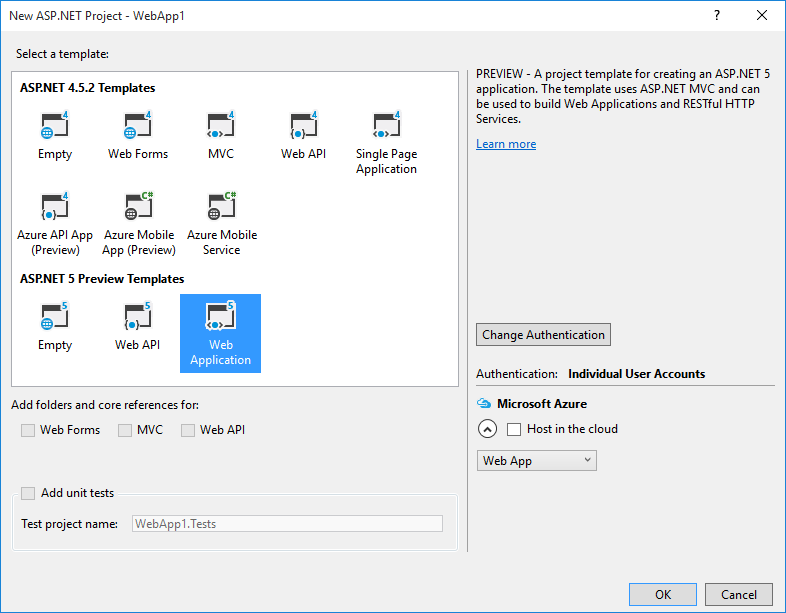 New ASP.NET Project - WebApp1
Select a template:
ASP.NET 4.5.2 Templates
4 4 4 4 4
Empty Web Forms MVC Web API Single Page
Application
4 C# C#
Azure API App Azure Mobile Azure Mobile
(Preview) App (Preview) Service
ASP.NET 5 Preview Templates
5 5 5
Empty Web API Web
Application
PREVIEW - A project template for creating an ASP.NET 5
application. The template uses ASP.NET MVC and can
be used to build Web Applications and RESTful HTTP
Services.
Learn more
Change Authentication
Authentication: Individual User Accounts
Microsoft Azure
Host in the cloud
Web App
Add folders and core references for:
Web Forms MVC Web API
Add unit tests
Test project name: WebApp1.Tests
OK Cancel